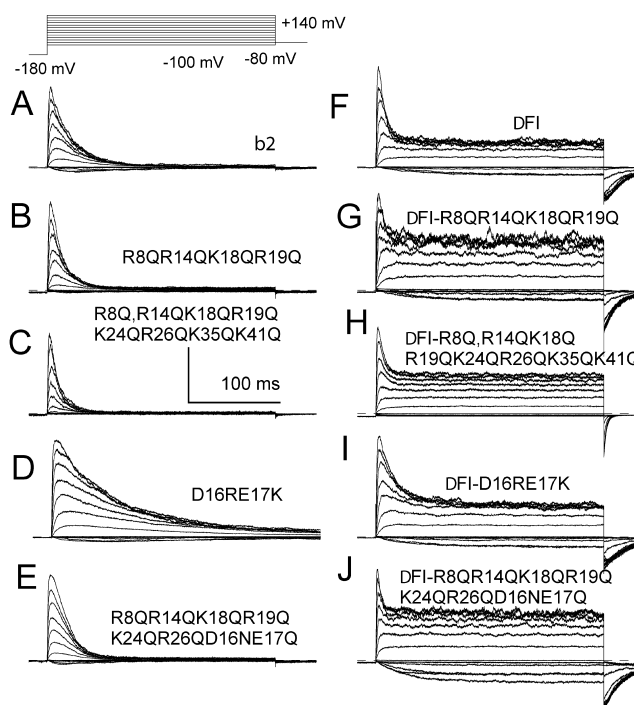 +140 mV
-180 mV
-100 mV
-80 mV
A
b2
B
R8QR14QK18QR19Q
C
R8Q,R14QK18QR19Q
K24QR26QK35QK41Q
100 ms
D
D16RE17K
E
R8QR14QK18QR19Q
K24QR26QD16NE17Q
F
DFI
G
DFI-R8QR14QK18QR19Q
H
DFI-R8Q,R14QK18Q
R19QK24QR26QK35QK41Q
I
DFI-D16RE17K
J
DFI-R8QR14QK18QR19Q
K24QR26QD16NE17Q